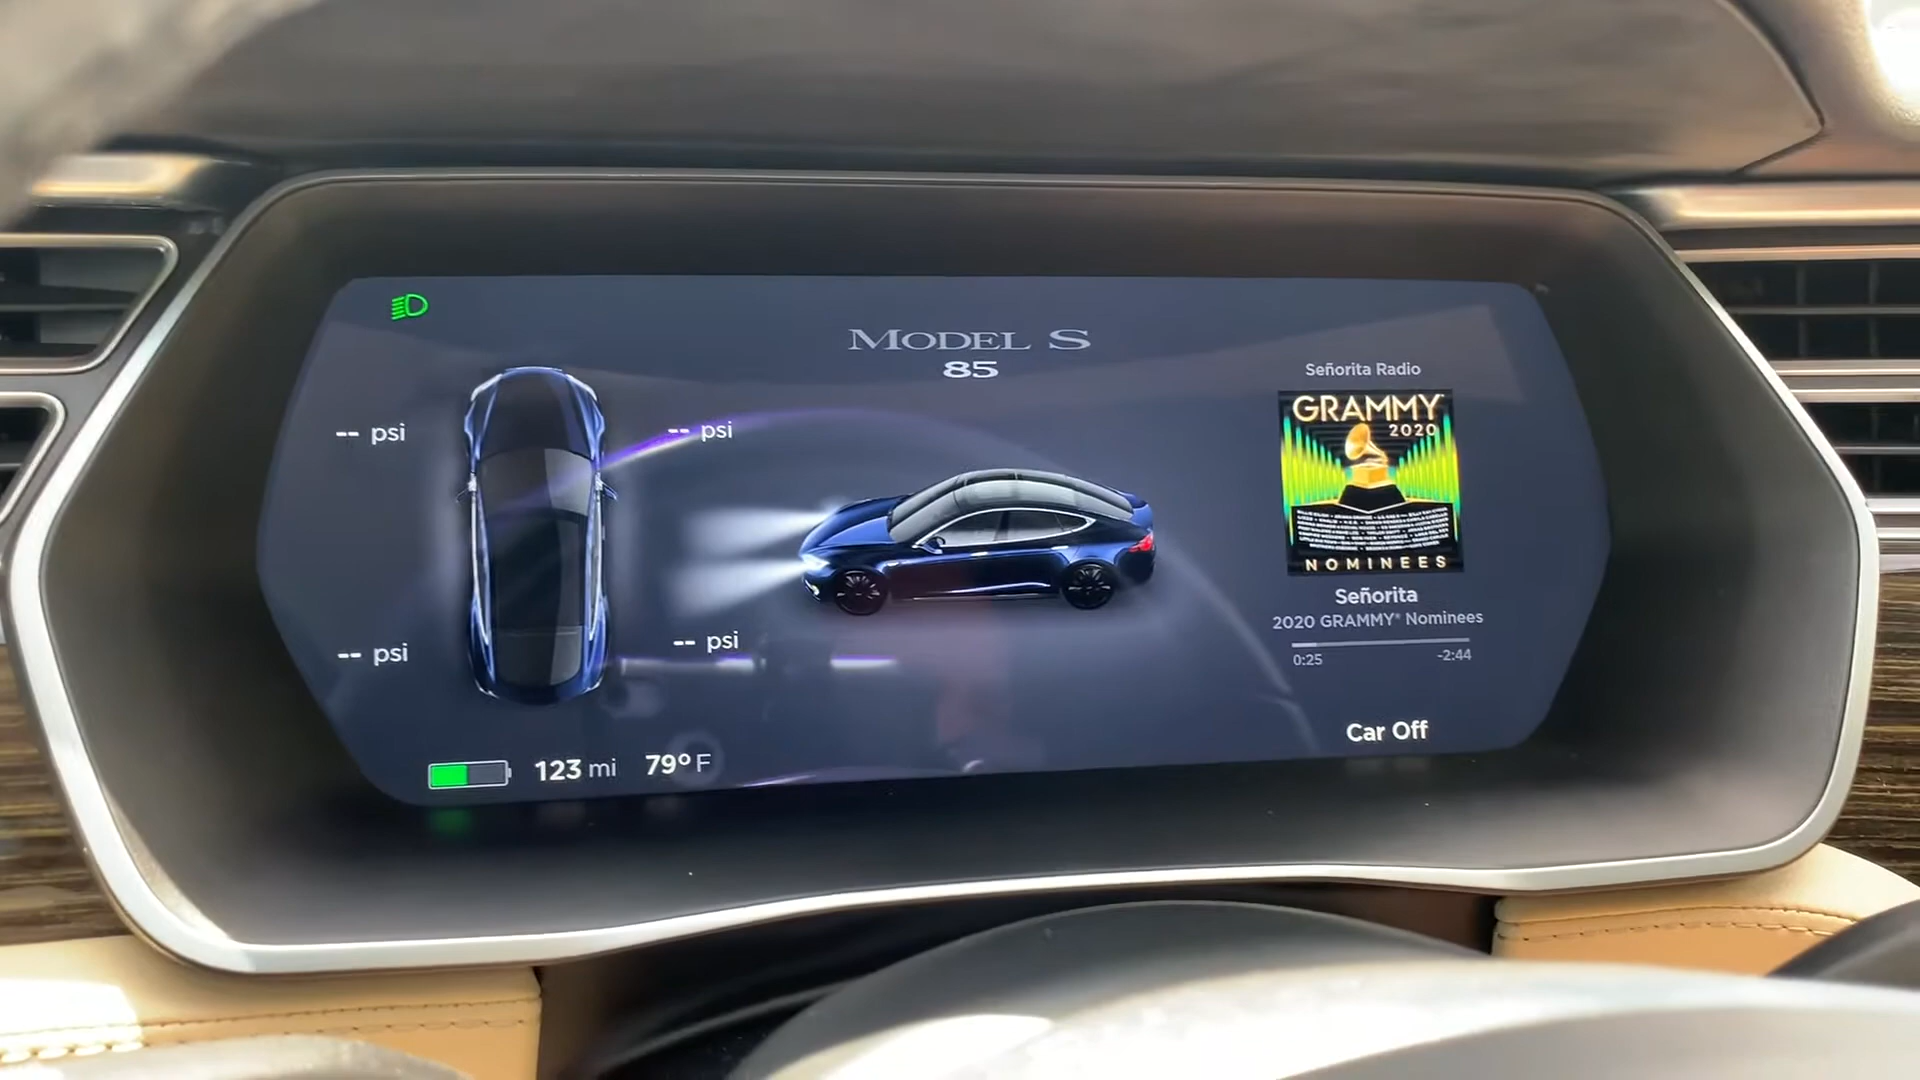 MODEL S
85
-- psi
-- psi
-- psi
-- psi
123 mi
79° F
Señorita Radio
GRAMMY
2020
NOMINEES
Señorita
2020 GRAMMY® Nominees
0:25
-2:44
Car Off